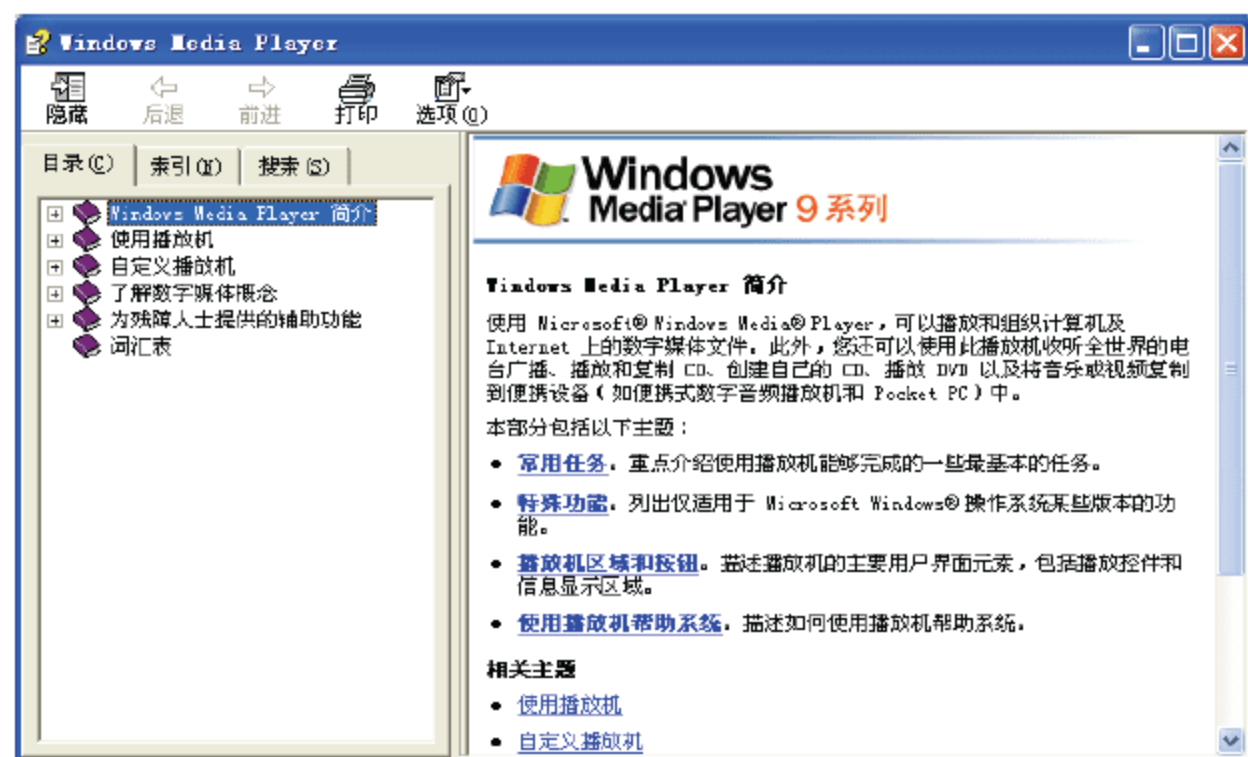 Windows Media Player
隐藏 后退 前进 打印 选项(O)
目录(C) 索引(N) 搜索(S)
Windows Media Player 简介
使用播放机
自定义播放机
了解数字媒体概念
为残障人士提供的辅助功能
词汇表
Windows
Media Player 9 系列
Windows Media Player 简介
使用 Microsoft® Windows Media® Player，可以播放和组织计算机及
Internet 上的数字媒体文件。此外，您还可以使用此播放机收听全世界的电
台广播、播放和复制 CD、创建自己的 CD、播放 DVD 以及将音乐或视频复制
到便携设备（如便携式数字音频播放机和 Pocket PC）中。
本部分包括以下主题：
• 常用任务。重点介绍使用播放机能够完成的一些最基本的任务。
• 特殊功能。列出仅适用于 Microsoft Windows® 操作系统某些版本的功
能。
• 播放机区域和按钮。描述播放机的主要用户界面元素，包括播放控件和
信息显示区域。
• 使用播放机帮助系统。描述如何使用播放机帮助系统。
相关主题
• 使用播放机
• 自定义播放机